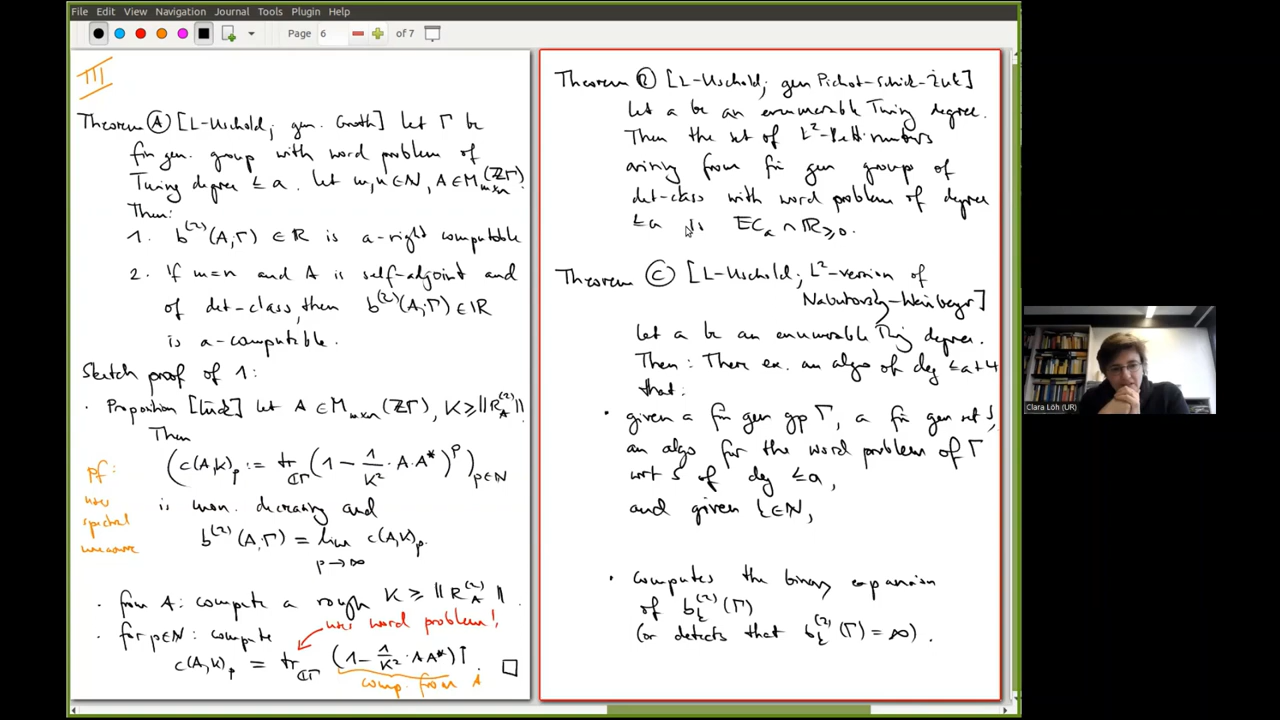 File Edit View Navigation Journal Tools Plugin Help
Page 6 of 7
III
Theorem Ⓐ [L-Uschold; gen. Groth] Let Γ be
fin gen. group with word problem of
Turing degree ≤ a. Let m,n ∈ ℕ, A ∈ M_{m×n}(ℤΓ).
Then:
1. b^{(2)}(A,Γ) ∈ ℝ is a-right computable
2. If m=n and A is self-adjoint and
of det-class, then b^{(2)}(A,Γ) ∈ ℝ
is a-computable.
Sketch proof of 1:
· Proposition [Lück] Let A ∈ M_{m×n}(ℤΓ), K ≥ ||R_A^{(2)}||.
Then
(c(A,K)_p := tr_{ℂΓ}(1 - 1/K² · A·A*)^p)_{p∈ℕ}
is mon. decreasing and
b^{(2)}(A,Γ) = lim_{p→∞} c(A,K)_p.
pf:
uses
spectral
measure
· from A: compute a rough K ≥ ||R_A^{(2)}||.
· for p∈ℕ: compute
uses word problem!
c(A,K)_p = tr_{ℂΓ} (1 - 1/K² · AA*)^p. □
comp. from A
Theorem Ⓑ [L-Uschold; gen Pichot-Schick-Żuk]
Let a be an enumerable Turing degree.
Then the set of L²-Betti numbers
arising from fin gen groups of
det-class with word problem of degree
≤ a is EC_a ∩ ℝ_{≥0}.
Theorem Ⓒ [L-Uschold; L²-version of
Nabutovsky-Weinberger]
Let a be an enumerable Turing degree.
Then: There ex. an algo of deg ≤ a+4
that:
· given a fin gen gp Γ, a fin gen set S,
an algo for the word problem of Γ
wrt S of deg ≤ a,
and given k∈ℕ,
· computes the binary expansion
of b_k^{(2)}(Γ)
(or detects that b_k^{(2)}(Γ) = ∞).
Clara Löh (UR)